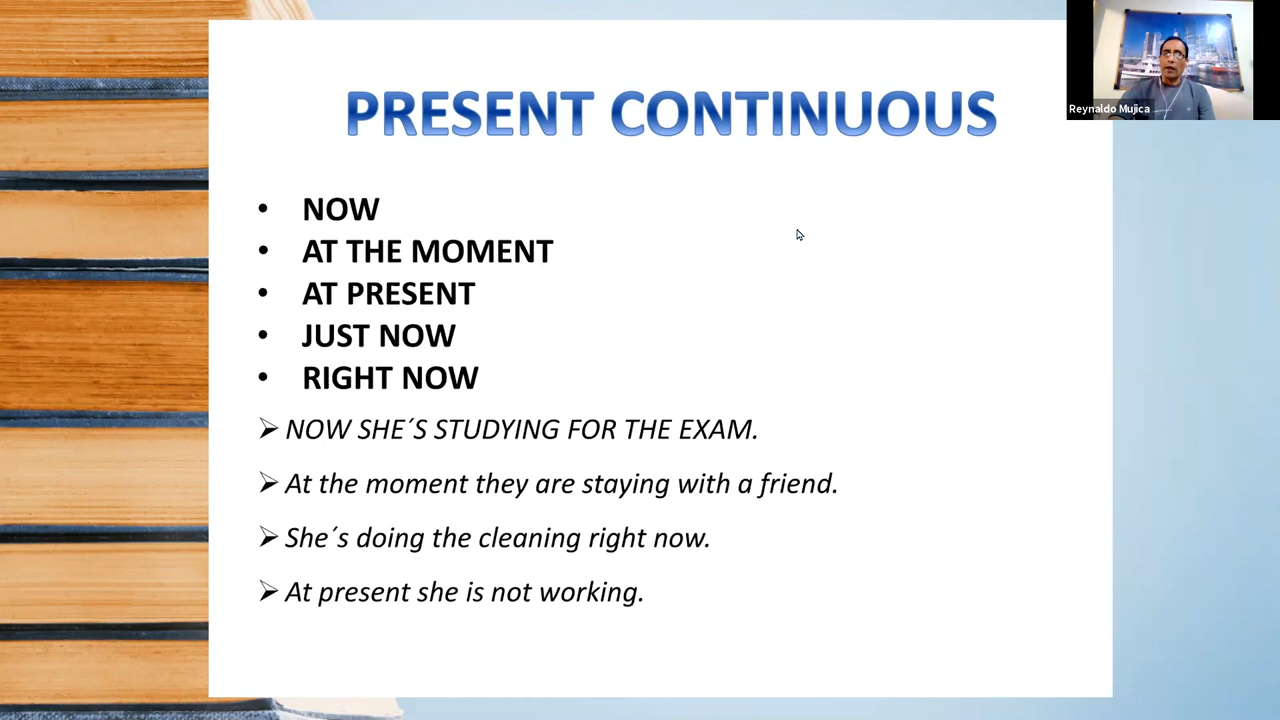 PRESENT CONTINUOUS
Reynaldo Mujica
• NOW
• AT THE MOMENT
• AT PRESENT
• JUST NOW
• RIGHT NOW
➢ NOW SHE´S STUDYING FOR THE EXAM.
➢ At the moment they are staying with a friend.
➢ She´s doing the cleaning right now.
➢ At present she is not working.